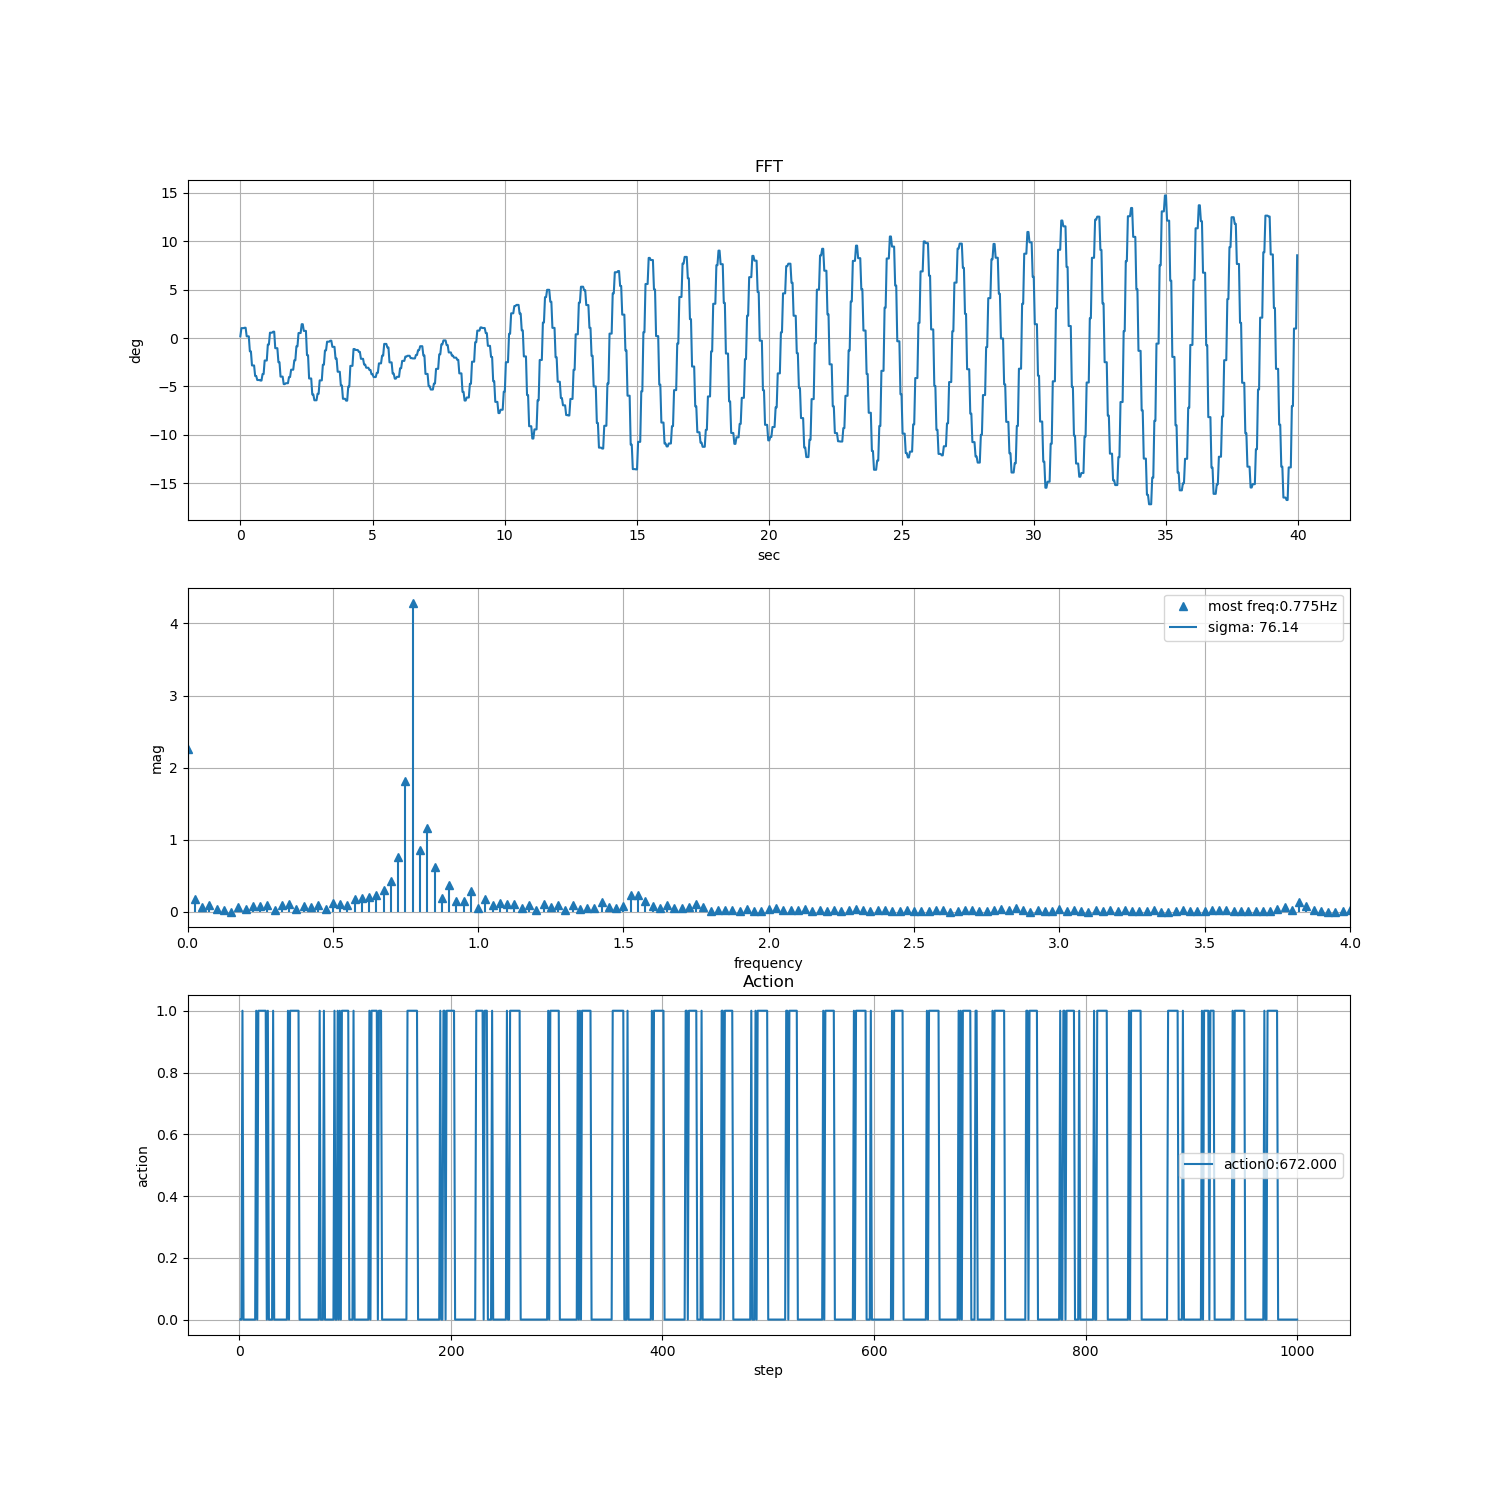 FFT
15
10
5
0
−5
−10
−15
deg
0 5 10 15 20 25 30 35 40
sec
most freq:0.775Hz
sigma: 76.14
4
3
2
1
0
mag
0.0 0.5 1.0 1.5 2.0 2.5 3.0 3.5 4.0
frequency
Action
1.0
0.8
0.6
0.4
0.2
0.0
action
action0:672.000
0 200 400 600 800 1000
step